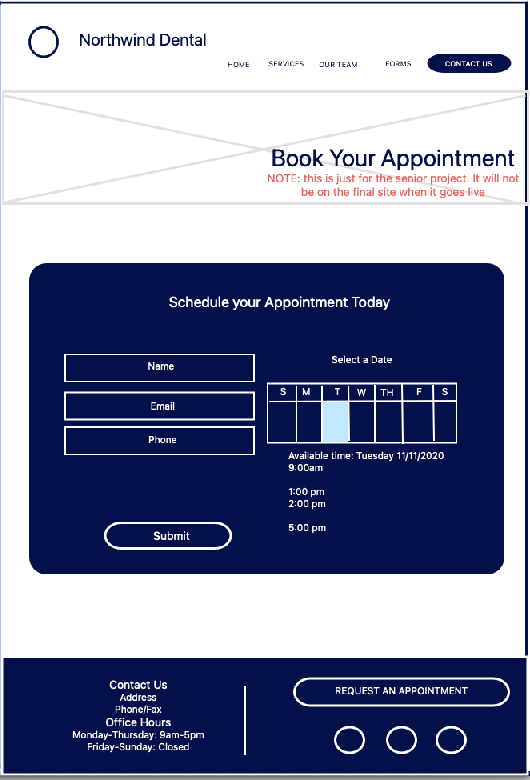 Northwind Dental
HOME SERVICES OUR TEAM FORMS CONTACT US
Book Your Appointment
NOTE: this is just for the senior project. It will not
be on the final site when it goes live
Schedule your Appointment Today
Name
Email
Phone
Submit
Select a Date
S M T W TH F S
Available time: Tuesday 11/11/2020
9:00am
1:00 pm
2:00 pm
5:00 pm
Contact Us
Address
Phone/Fax
Office Hours
Monday-Thursday: 9am-5pm
Friday-Sunday: Closed
REQUEST AN APPOINTMENT